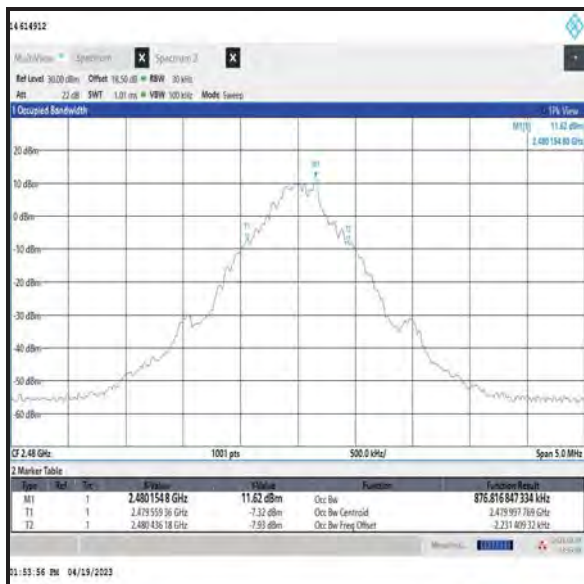 14 614912
MultiView Spectrum X Spectrum 2 X
Ref Level 30.00 dBm Offset 18.50 dB RBW 30 kHz
Att 22 dB SWT 1.01 ms VBW 100 kHz Mode Sweep
1 Occupied Bandwidth 1Pk View
M1[1] 11.62 dBm
2.480 154 80 GHz
20 dBm
M1
10 dBm
0 dBm
T1
T2
-10 dBm
-20 dBm
-30 dBm
-40 dBm
-50 dBm
-60 dBm
CF 2.48 GHz 1001 pts 500.0 kHz/ Span 5.0 MHz
2 Marker Table
Type Ref Trc X-Value Y-Value Function Function Result
M1 1 2.480154 8 GHz 11.62 dBm Occ Bw 876.816 847 334 kHz
T1 1 2.479 559 36 GHz -7.32 dBm Occ Bw Centroid 2.479 997 769 GHz
T2 1 2.480 436 18 GHz -7.93 dBm Occ Bw Freq Offset -2.231 409 32 kHz
01:53:56 PM 04/19/2023